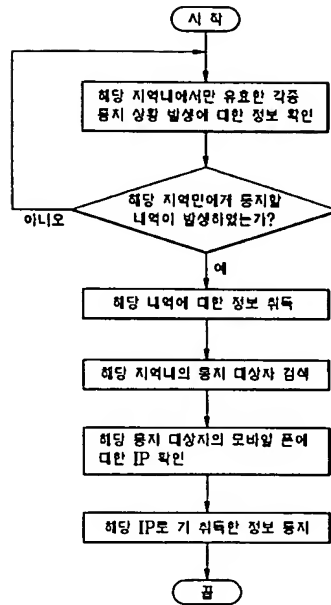 시 작
해당 지역내에서만 유효한 각종
통지 상황 발생에 대한 정보 확인
해당 지역민에게 통지할
내역이 발생하였는가?
아니오
예
해당 내역에 대한 정보 취득
해당 지역내의 통지 대상자 검색
해당 통지 대상자의 모바일 폰에
대한 IP 확인
해당 IP로 기 취득한 정보 통지
끝